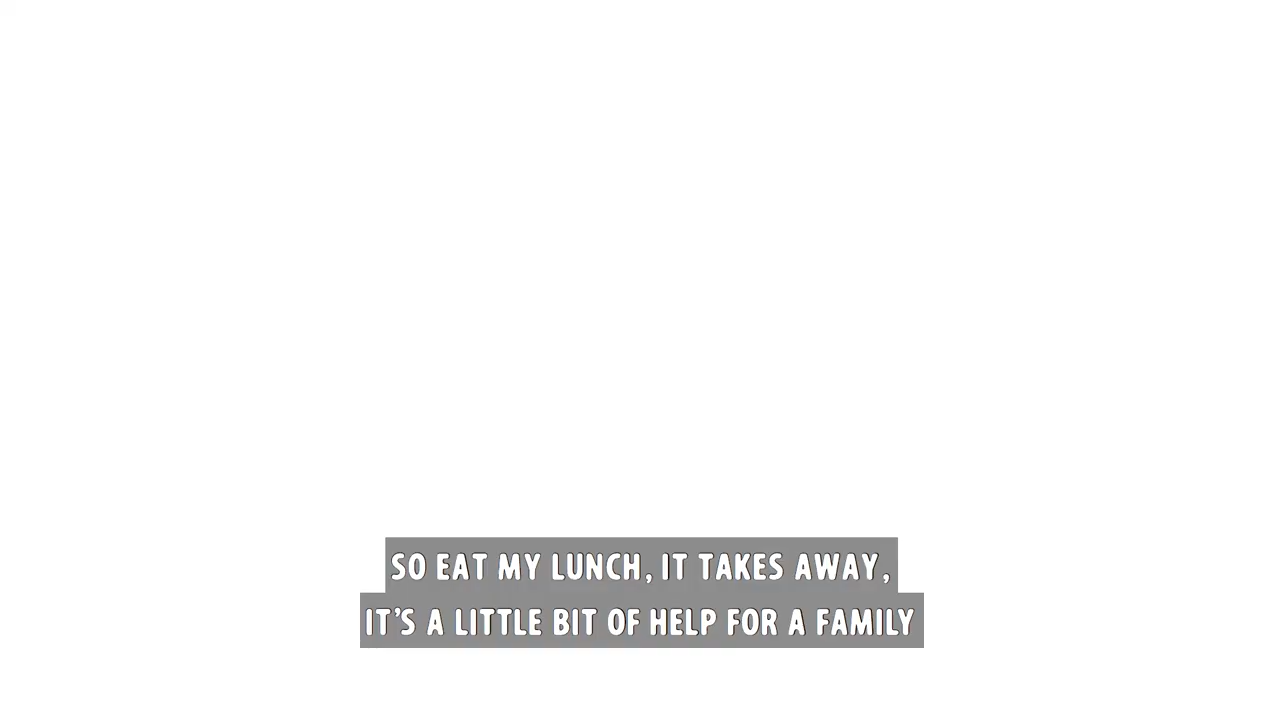 SO EAT MY LUNCH, IT TAKES AWAY,
IT'S A LITTLE BIT OF HELP FOR A FAMILY